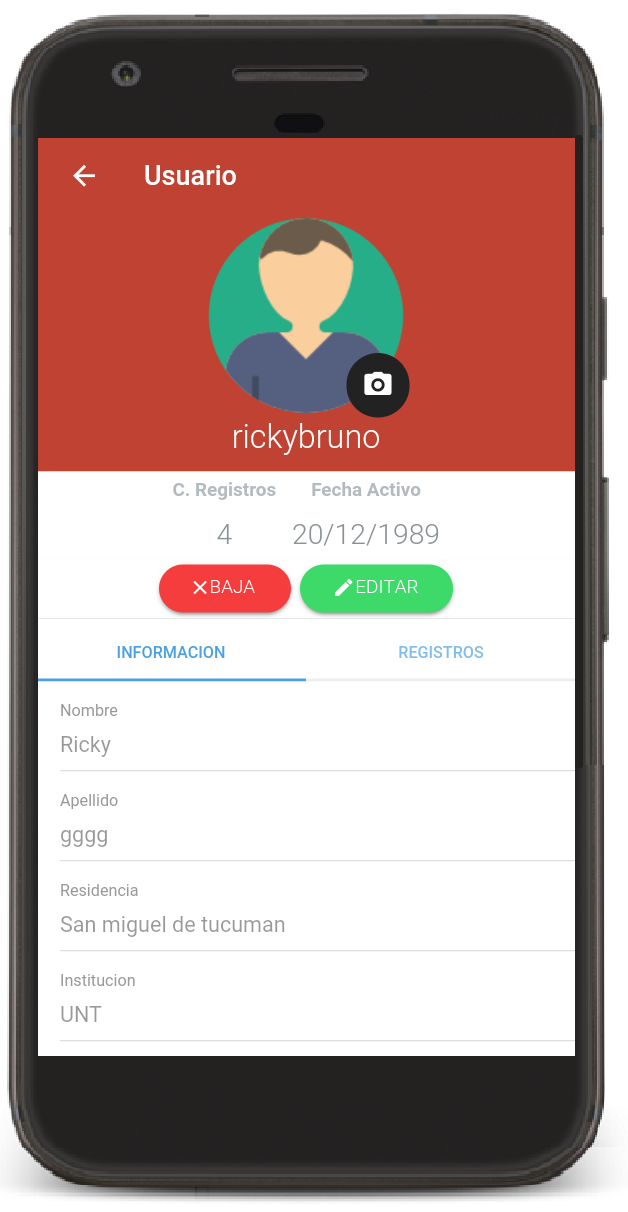 Usuario
rickybruno
C. Registros Fecha Activo
4 20/12/1989
BAJA EDITAR
INFORMACION REGISTROS
Nombre
Ricky
Apellido
gggg
Residencia
San miguel de tucuman
Institucion
UNT